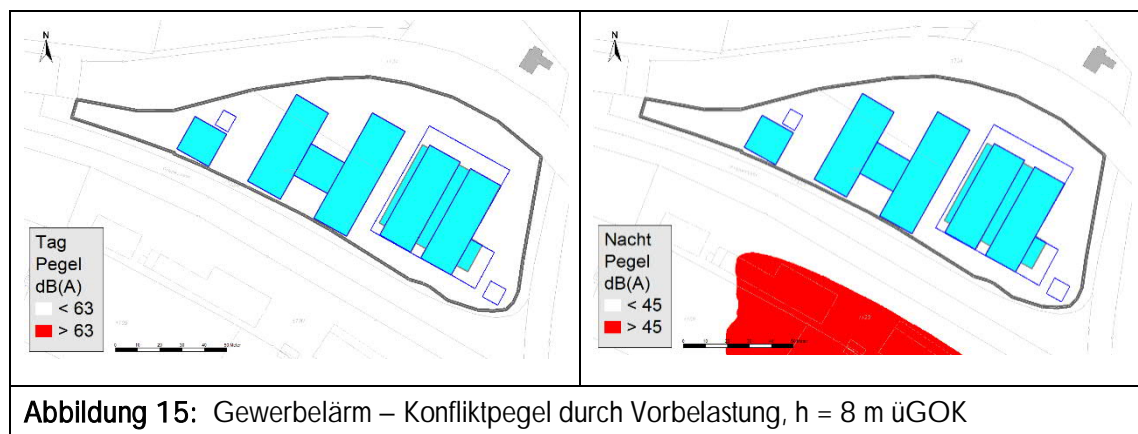 N
Tag
Pegel
dB(A)
< 63
> 63
N
Nacht
Pegel
dB(A)
< 45
> 45
Abbildung 15: Gewerbelärm – Konfliktpegel durch Vorbelastung, h = 8 m üGOK